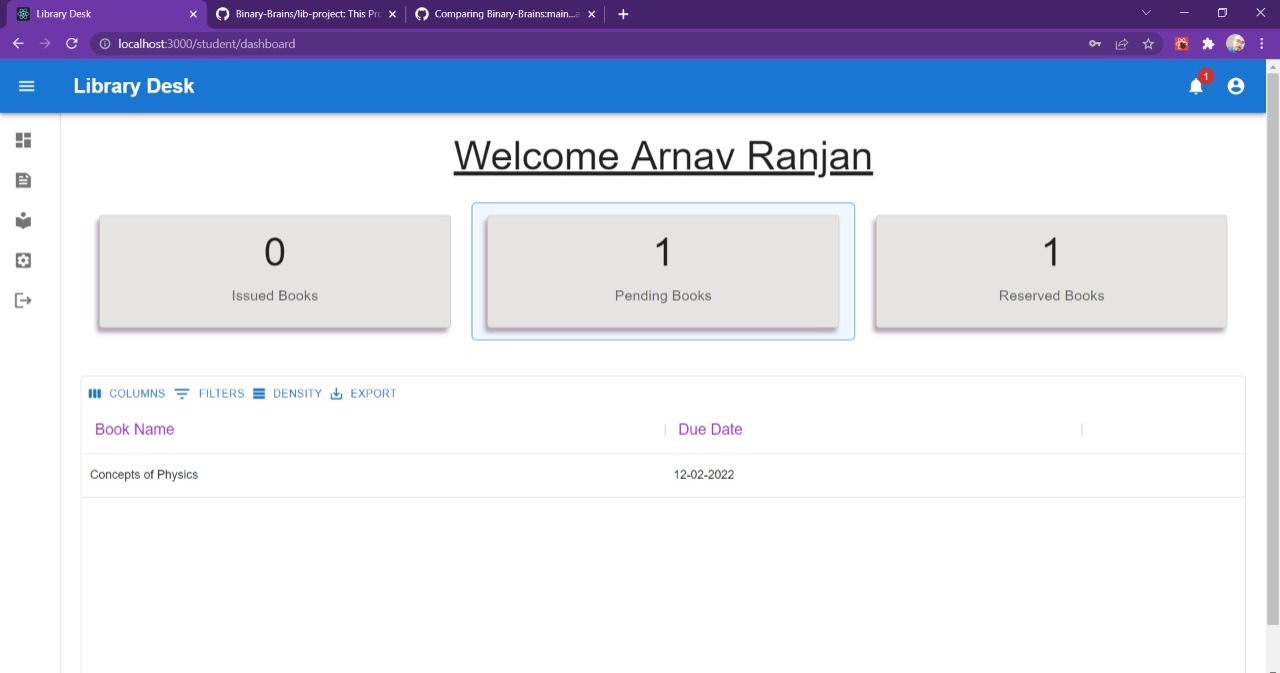 Library Desk
Binary-Brains/lib-project: This Pro
Comparing Binary-Brains:main...a
localhost:3000/student/dashboard
Library Desk
1
Welcome Arnav Ranjan
0
Issued Books
1
Pending Books
1
Reserved Books
COLUMNS FILTERS DENSITY EXPORT
Book Name Due Date
Concepts of Physics 12-02-2022